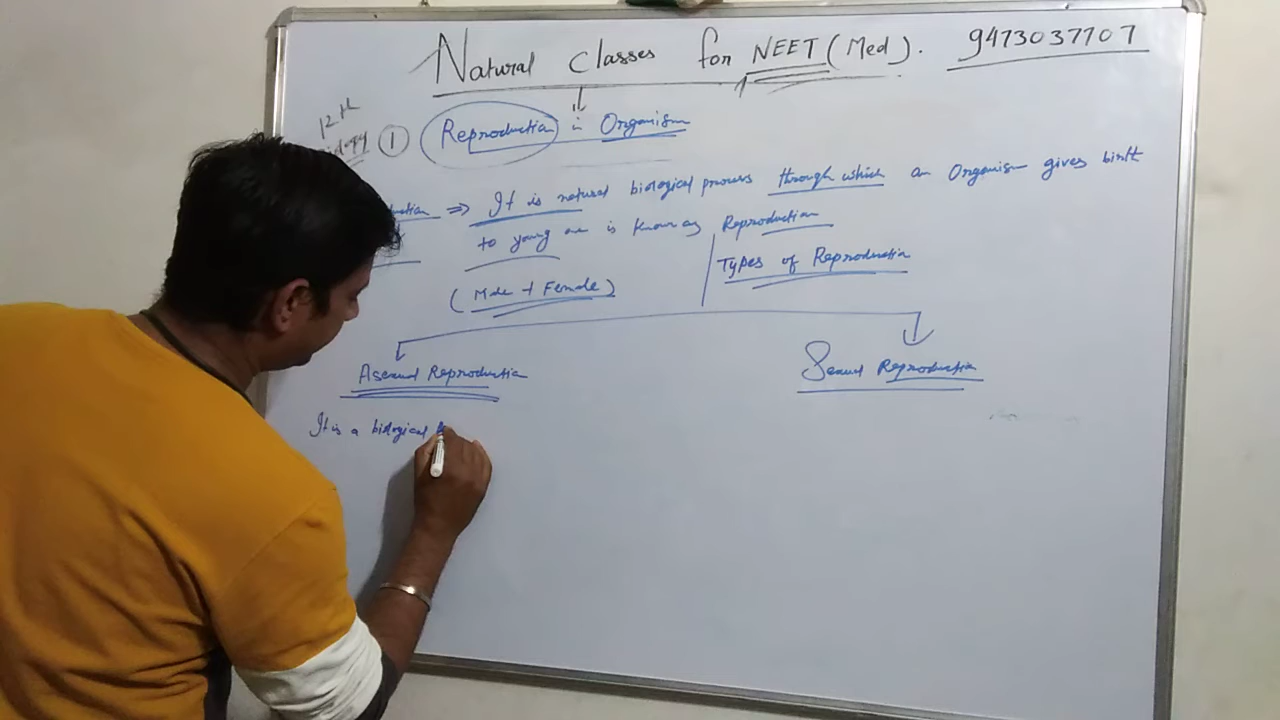 Natural Classes for NEET (Med). 9473037707
12th
① Reproduction in Organism
⇒ It is natural biological process through which an Organism gives birth
to young one is known as Reproduction
Types of Reproduction
(Male + Female)
Asexual Reproduction
Sexual Reproduction
It is a biological